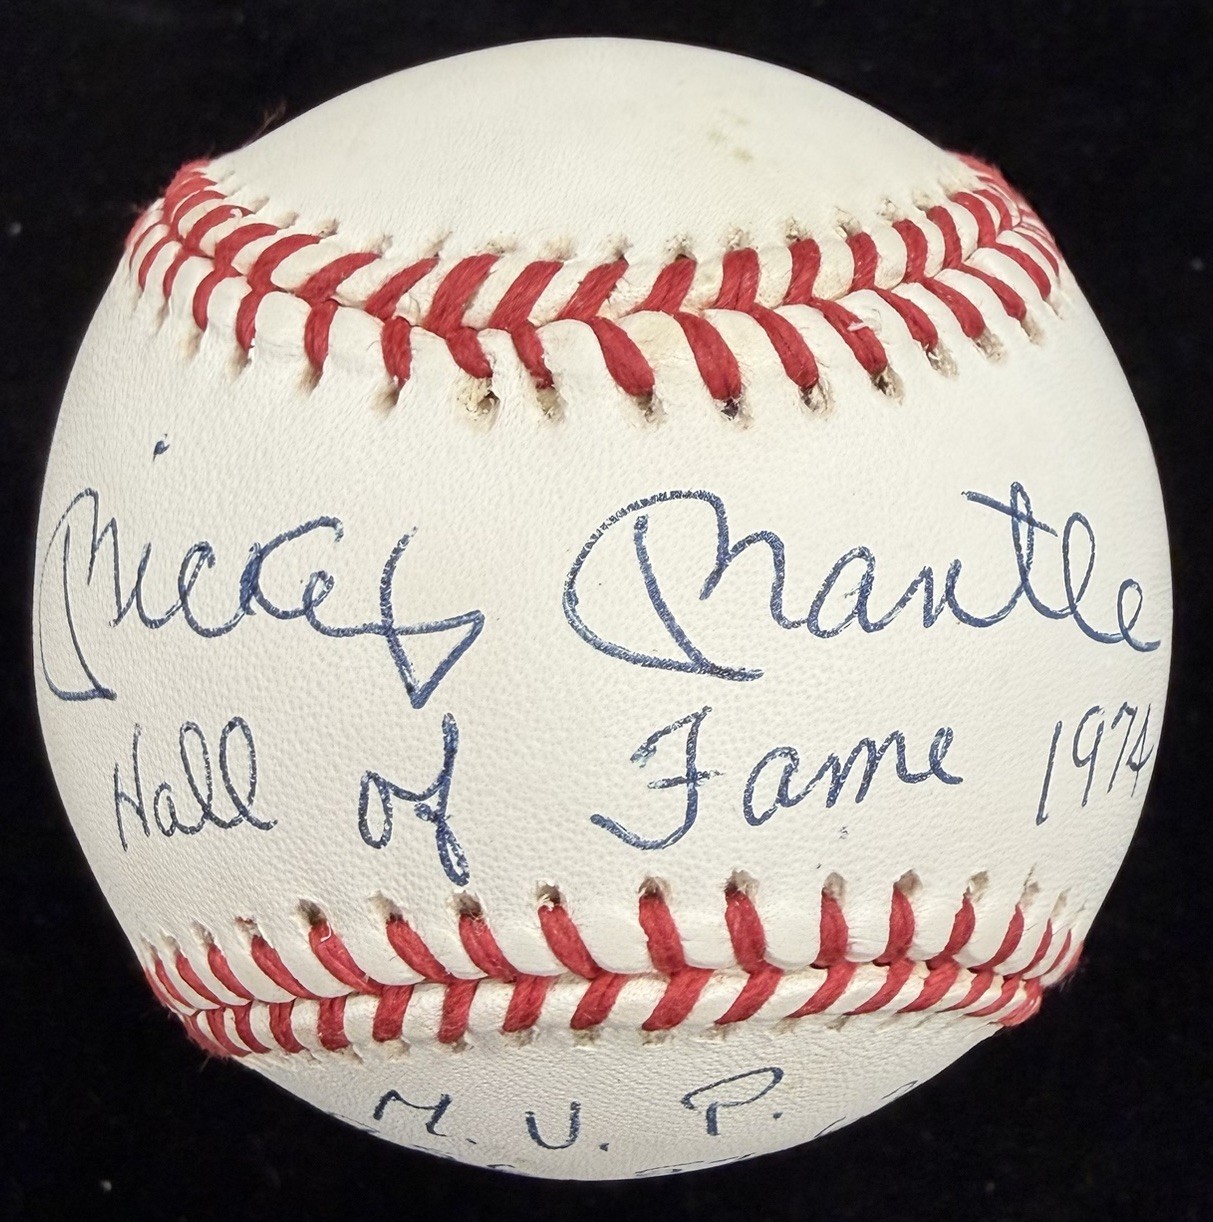 Mickey Mantle
Hall of Fame 1974
M.V.P.